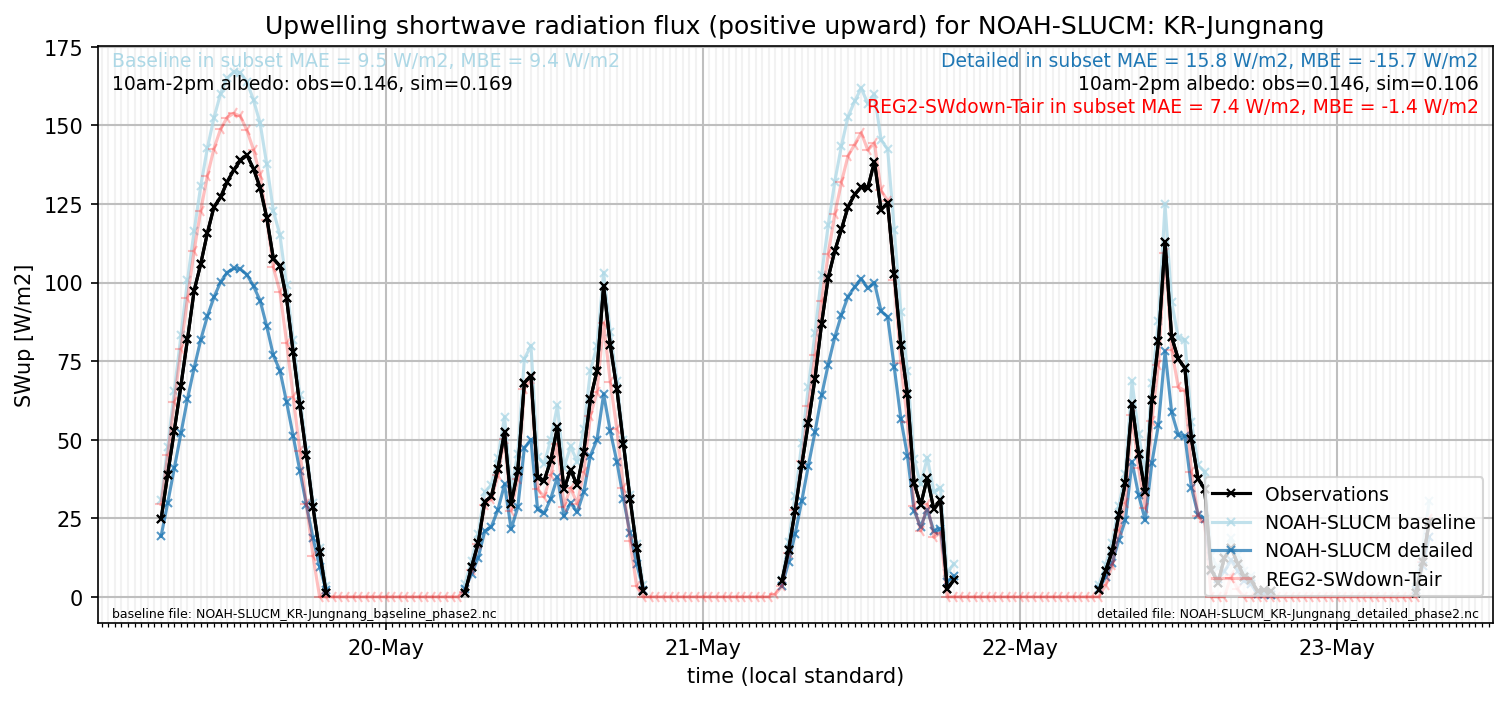 Upwelling shortwave radiation flux (positive upward) for NOAH-SLUCM: KR-Jungnang
Baseline in subset MAE = 9.5 W/m2, MBE = 9.4 W/m2
10am-2pm albedo: obs=0.146, sim=0.169
Detailed in subset MAE = 15.8 W/m2, MBE = -15.7 W/m2
10am-2pm albedo: obs=0.146, sim=0.106
REG2-SWdown-Tair in subset MAE = 7.4 W/m2, MBE = -1.4 W/m2
SWup [W/m2]
175
150
125
100
75
50
25
0
Observations
NOAH-SLUCM baseline
NOAH-SLUCM detailed
REG2-SWdown-Tair
baseline file: NOAH-SLUCM_KR-Jungnang_baseline_phase2.nc
detailed file: NOAH-SLUCM_KR-Jungnang_detailed_phase2.nc
20-May
21-May
22-May
23-May
time (local standard)